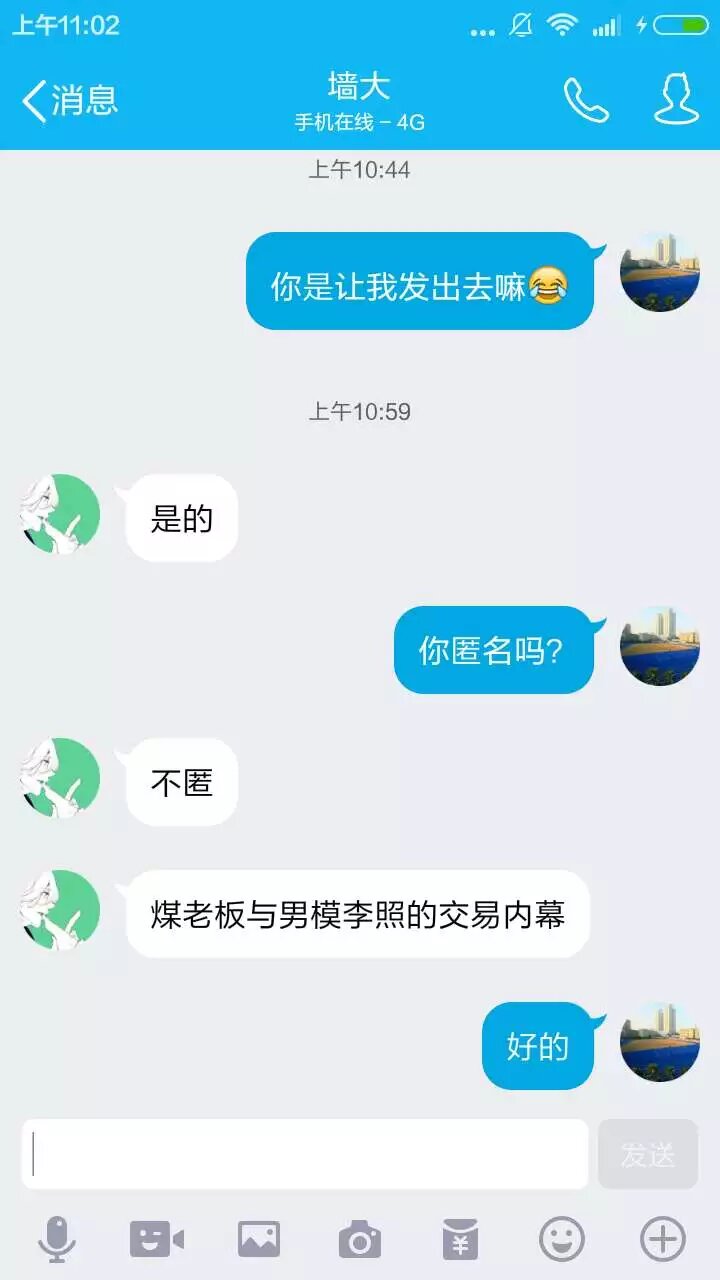 上午11:02
消息
墙大
手机在线 – 4G
上午10:44
你是让我发出去嘛😂
上午10:59
是的
你匿名吗?
不匿
煤老板与男模李照的交易内幕
好的
发送